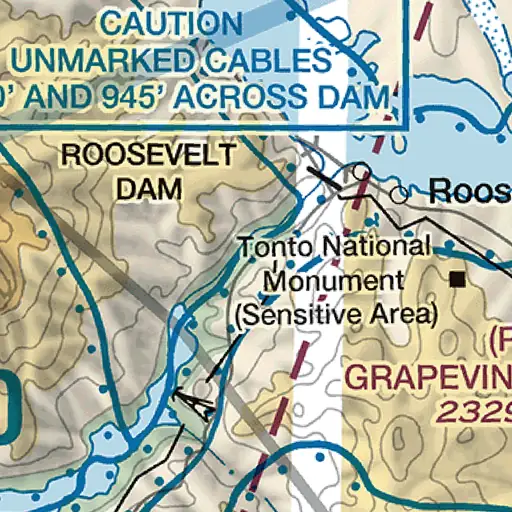 CAUTION
UNMARKED CABLES
0' AND 945' ACROSS DAM
ROOSEVELT
DAM
Roos
Tonto National
Monument
(Sensitive Area)
(P
GRAPEVIN
2329